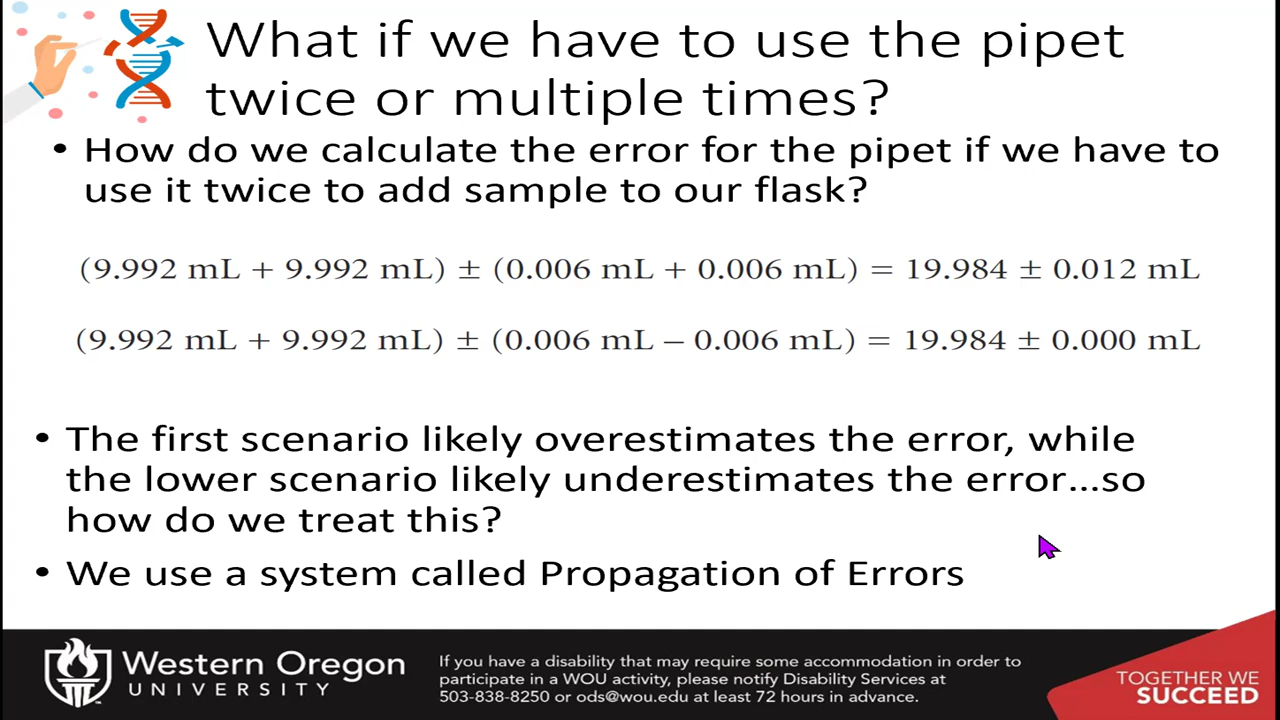 What if we have to use the pipet
twice or multiple times?
• How do we calculate the error for the pipet if we have to
use it twice to add sample to our flask?
(9.992 mL + 9.992 mL) ± (0.006 mL + 0.006 mL) = 19.984 ± 0.012 mL
(9.992 mL + 9.992 mL) ± (0.006 mL − 0.006 mL) = 19.984 ± 0.000 mL
• The first scenario likely overestimates the error, while
the lower scenario likely underestimates the error...so
how do we treat this?
• We use a system called Propagation of Errors
Western Oregon
UNIVERSITY
If you have a disability that may require some accommodation in order to
participate in a WOU activity, please notify Disability Services at
503-838-8250 or ods@wou.edu at least 72 hours in advance.
TOGETHER WE
SUCCEED